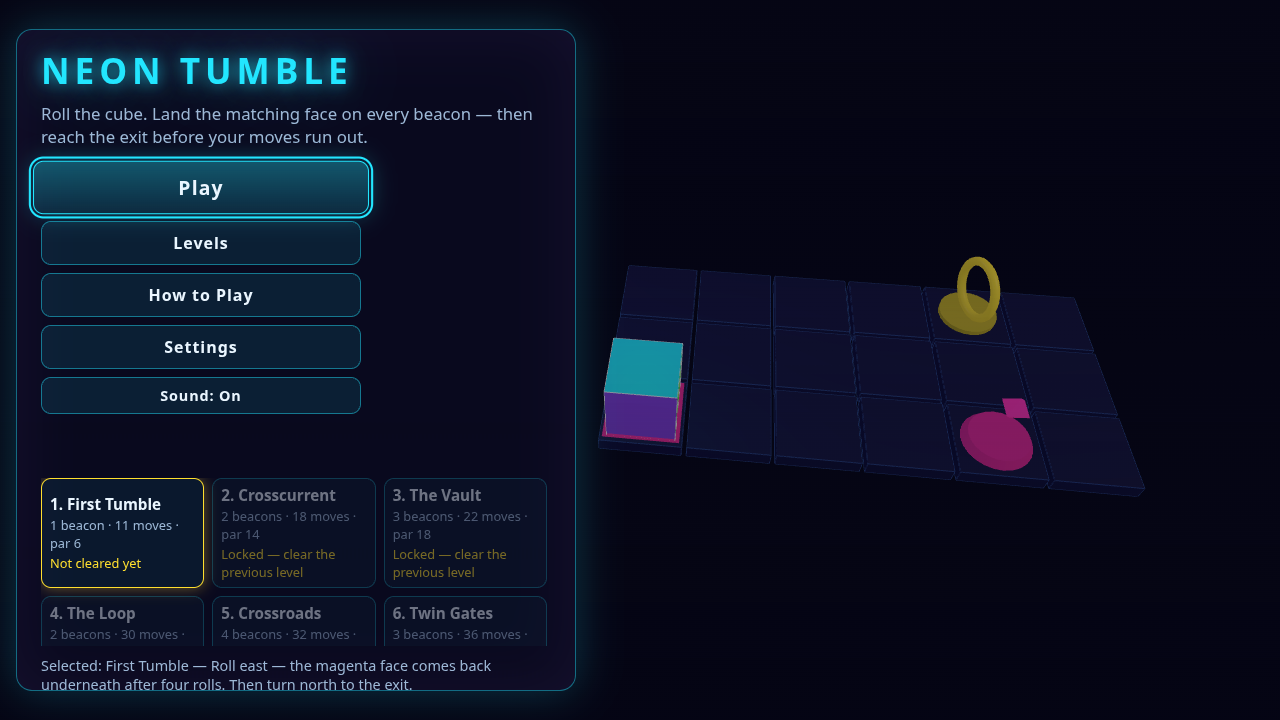 NEON TUMBLE
Roll the cube. Land the matching face on every beacon — then
reach the exit before your moves run out.
Play
Levels
How to Play
Settings
Sound: On
1. First Tumble
1 beacon · 11 moves ·
par 6
Not cleared yet
2. Crosscurrent
2 beacons · 18 moves ·
par 14
Locked — clear the
previous level
3. The Vault
3 beacons · 22 moves ·
par 18
Locked — clear the
previous level
4. The Loop
2 beacons · 30 moves ·
5. Crossroads
4 beacons · 32 moves ·
6. Twin Gates
3 beacons · 36 moves ·
Selected: First Tumble — Roll east — the magenta face comes back
underneath after four rolls. Then turn north to the exit.